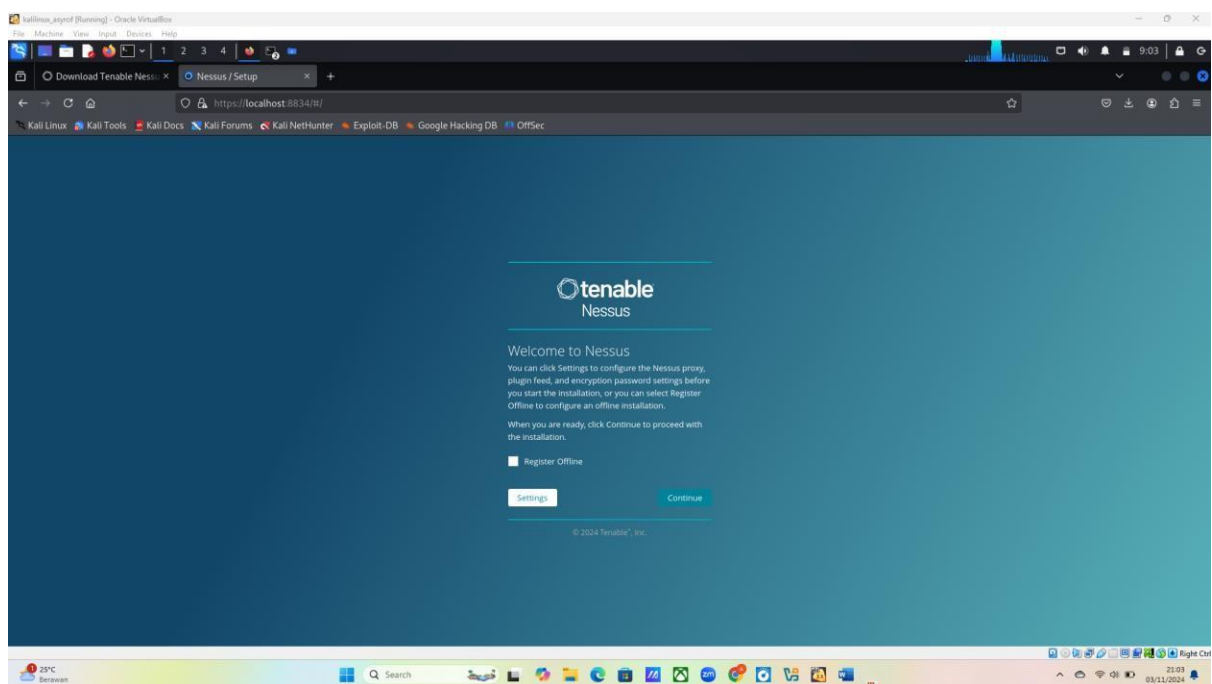 kalilinux_asyrof [Running] - Oracle VirtualBox
File Machine View Input Devices Help
1 2 3 4
9:03
Download Tenable Nessu
Nessus / Setup
https://localhost:8834/#/
Kali Linux Kali Tools Kali Docs Kali Forums Kali NetHunter Exploit-DB Google Hacking DB OffSec
tenable
Nessus
Welcome to Nessus
You can click Settings to configure the Nessus proxy,
plugin feed, and encryption password settings before
you start the installation, or you can select Register
Offline to configure an offline installation.
When you are ready, click Continue to proceed with
the installation.
Register Offline
Settings Continue
© 2024 Tenable®, Inc.
Right Ctrl
1
25°C
Berawan
Search
zm
21:03
03/11/2024